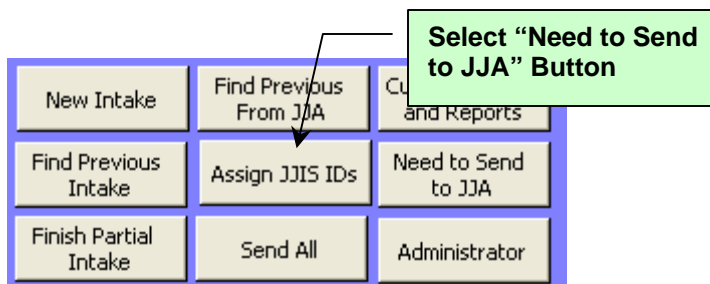 Select “Need to Send
to JJA” Button
New Intake
Find Previous
From JJA
and Reports
Find Previous
Intake
Assign JJIS IDs
Need to Send
to JJA
Finish Partial
Intake
Send All
Administrator